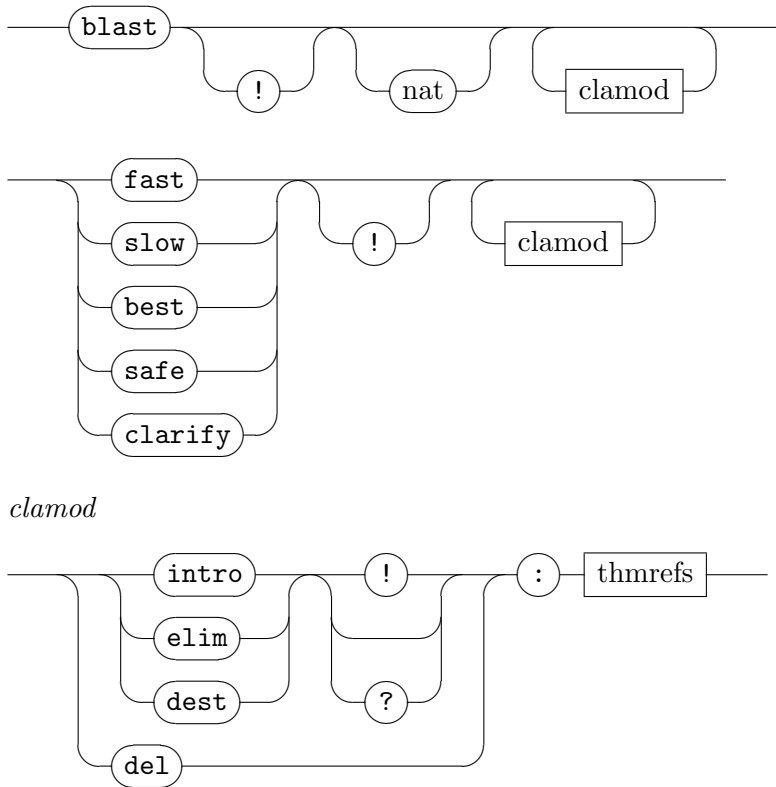 blast
! nat clamod
fast
slow ! clamod
best
safe
clarify
clamod
intro ! : thmrefs
elim
dest ?
del